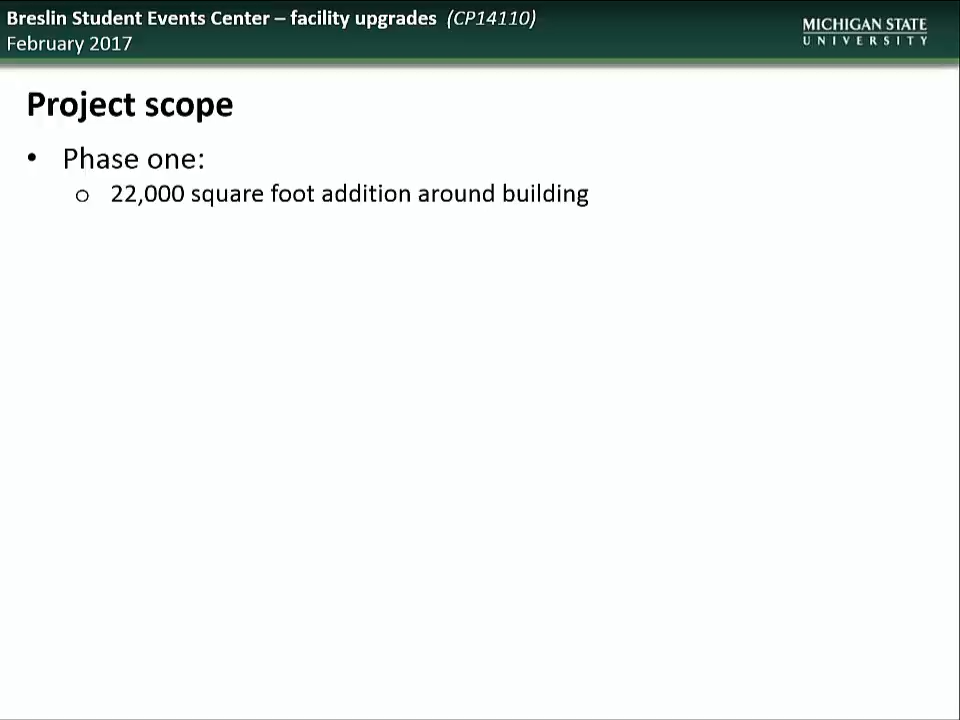 Breslin Student Events Center – facility upgrades (CP14110)
February 2017
MICHIGAN STATE
UNIVERSITY
Project scope
• Phase one:
o 22,000 square foot addition around building